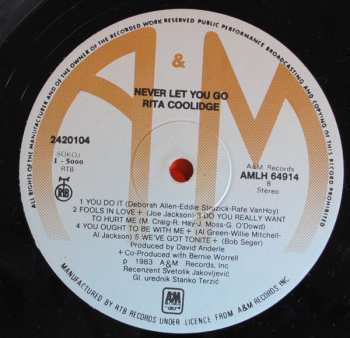 ALL RIGHTS OF THE MANUFACTURER AND OF THE OWNER OF THE RECORDED WORK RESERVED PUBLIC PERFORMANCE BROADCASTING AND COPYING OF THIS RECORD PROHIBITED
A&M
NEVER LET YOU GO
RITA COOLIDGE
2420104
SOKOJ
1 - 5000
RTB
A&M Records
AMLH 64914
B
Stereo
RTB
1 YOU DO IT (Deborah Allen-Eddie Struzick-Rafe VanHoy)
2 FOOLS IN LOVE + (Joe Jackson) 3 DO YOU REALLY WANT
TO HURT ME (M. Craig-R. Hey-J. Moss-G. O'Dowd)
4 YOU OUGHT TO BE WITH ME + (Al Green-Willie Mitchell-
Al Jackson) 5 WE'VE GOT TONITE + (Bob Seger)
Produced by David Anderle
+ Co-Produced with Bernie Worrell
℗ 1983 A&M Records, Inc
Recenzent Svetolik Jakovljević
Gl. urednik Stanko Terzić
A&M
MANUFACTURED BY RTB RECORDS UNDER LICENCE FROM A&M RECORDS INC